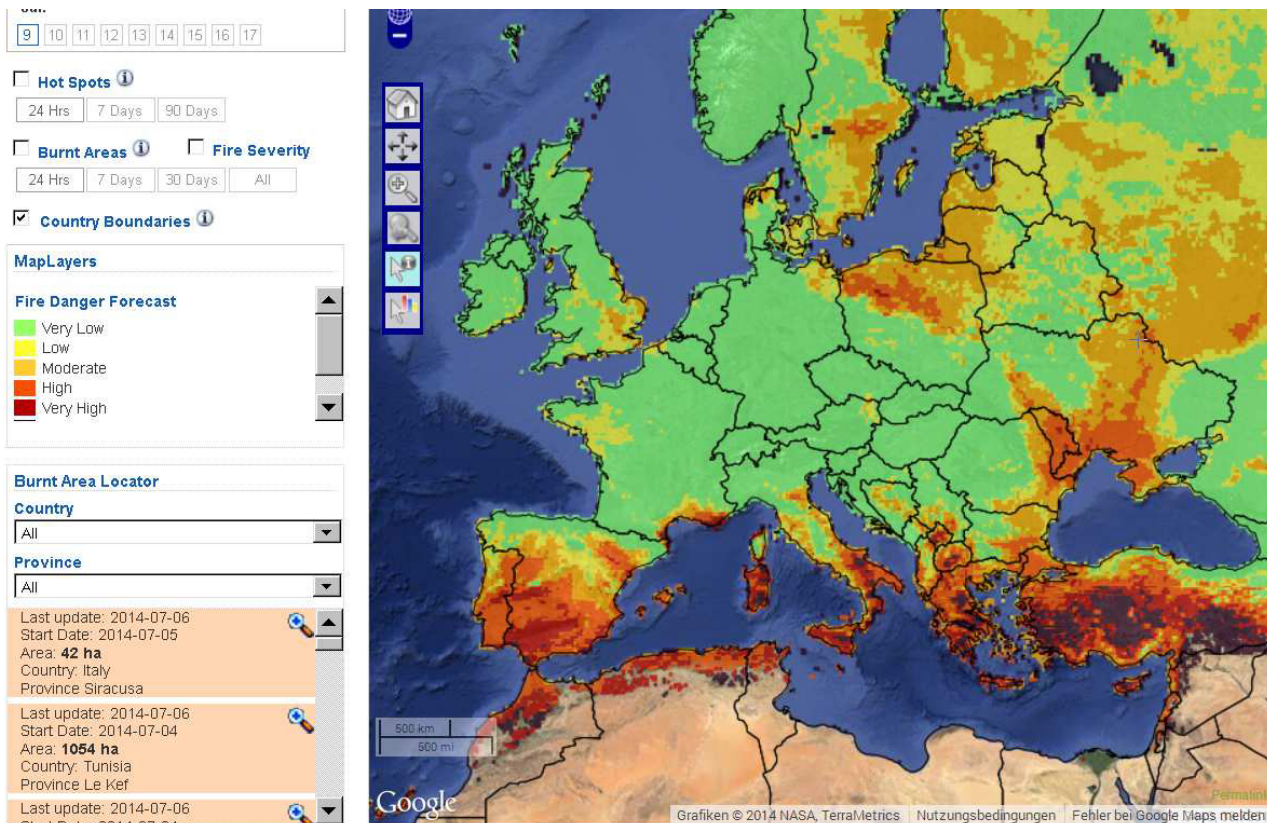 Jul:
9 10 11 12 13 14 15 16 17
Hot Spots
24 Hrs 7 Days 90 Days
Burnt Areas Fire Severity
24 Hrs 7 Days 30 Days All
Country Boundaries
MapLayers
Fire Danger Forecast
Very Low
Low
Moderate
High
Very High
Burnt Area Locator
Country
All
Province
All
Last update: 2014-07-06
Start Date: 2014-07-05
Area: 42 ha
Country: Italy
Province Siracusa
Last update: 2014-07-06
Start Date: 2014-07-04
Area: 1054 ha
Country: Tunisia
Province Le Kef
Last update: 2014-07-06
500 km
500 mi
Google
Permalink
Grafiken © 2014 NASA, TerraMetrics Nutzungsbedingungen Fehler bei Google Maps melden